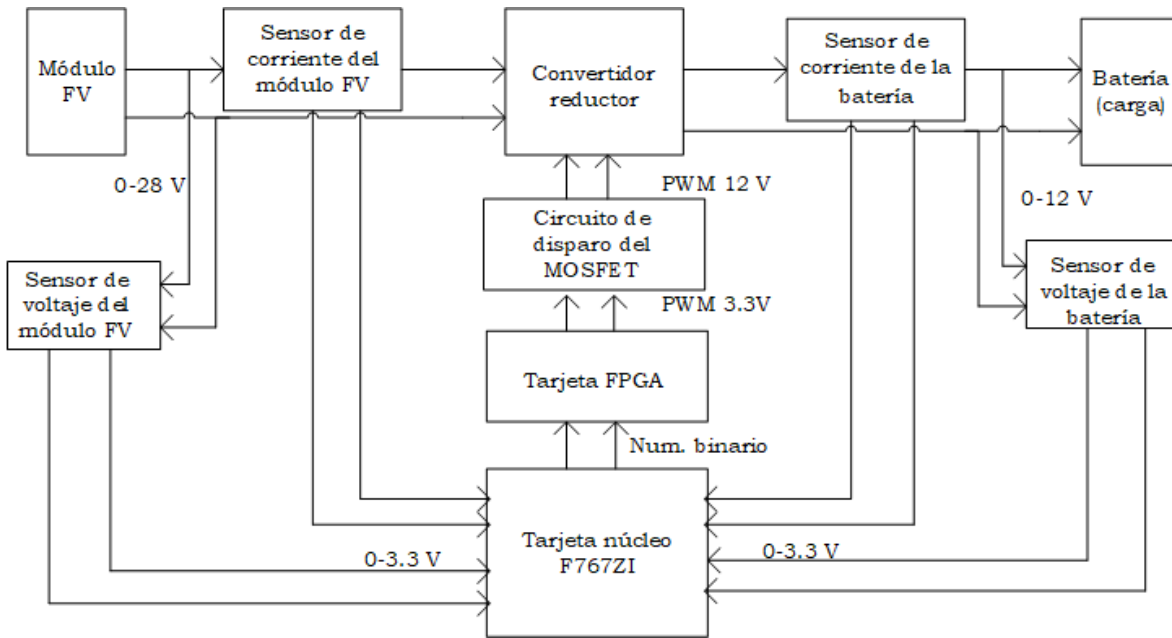 Módulo
FV
Sensor de
corriente del
módulo FV
Convertidor
reductor
Sensor de
corriente de la
batería
Batería
(carga)
0-28 V
PWM 12 V
0-12 V
Circuito de
disparo del
MOSFET
Sensor de
voltaje del
módulo FV
Sensor de
voltaje de la
batería
PWM 3.3V
Tarjeta FPGA
Num. binario
Tarjeta núcleo
F767ZI
0-3.3 V
0-3.3 V